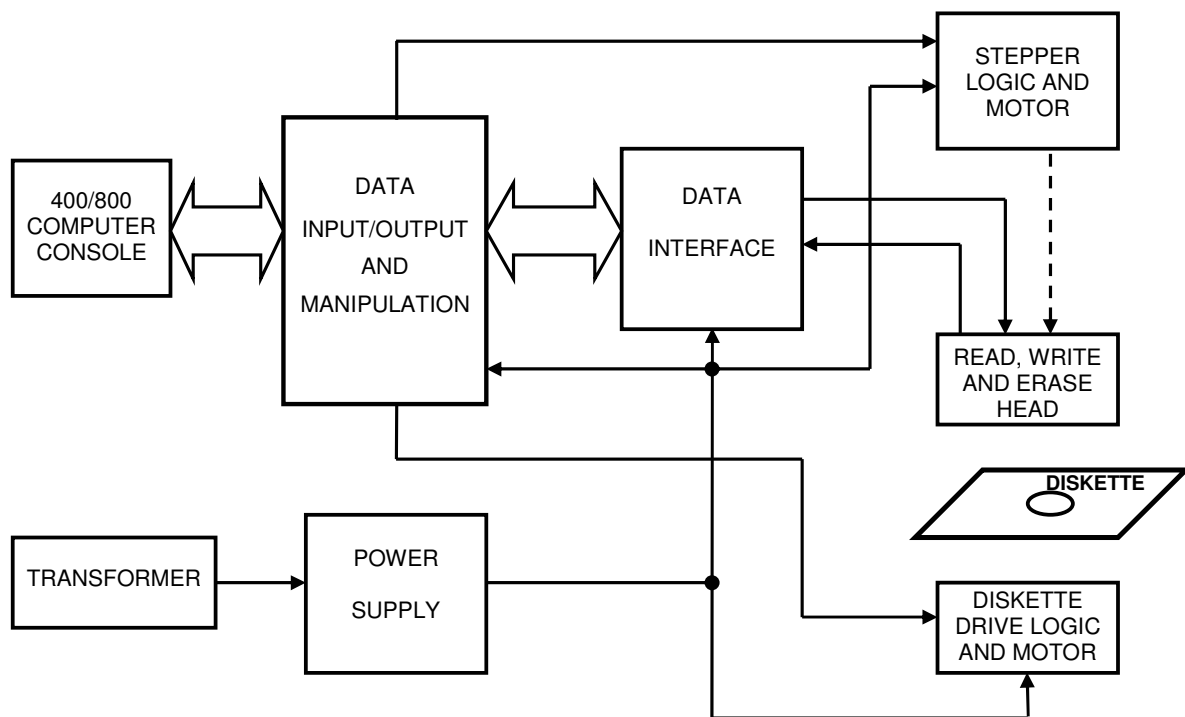 STEPPER
LOGIC AND
MOTOR
400/800
COMPUTER
CONSOLE
DATA
INPUT/OUTPUT
AND
MANIPULATION
DATA
INTERFACE
READ, WRITE
AND ERASE
HEAD
DISKETTE
TRANSFORMER
POWER
SUPPLY
DISKETTE
DRIVE LOGIC
AND MOTOR